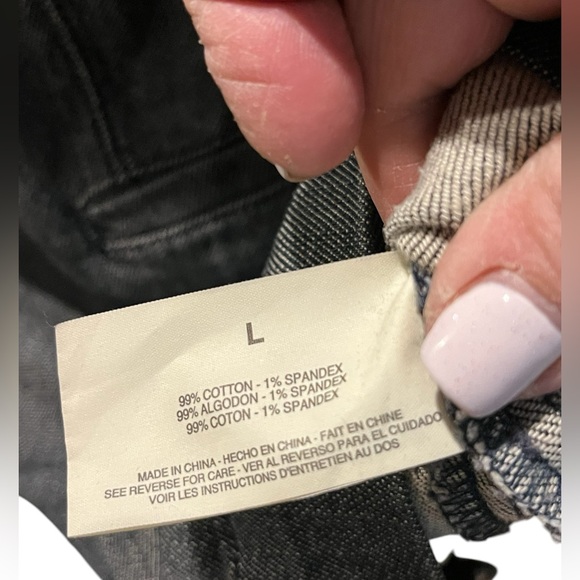 L
99% COTTON - 1% SPANDEX
99% ALGODON - 1% SPANDEX
99% COTON - 1% SPANDEX
MADE IN CHINA - HECHO EN CHINA - FAIT EN CHINE
SEE REVERSE FOR CARE - VER AL REVERSO PARA EL CUIDADO
VOIR LES INSTRUCTIONS D'ENTRETIEN AU DOS